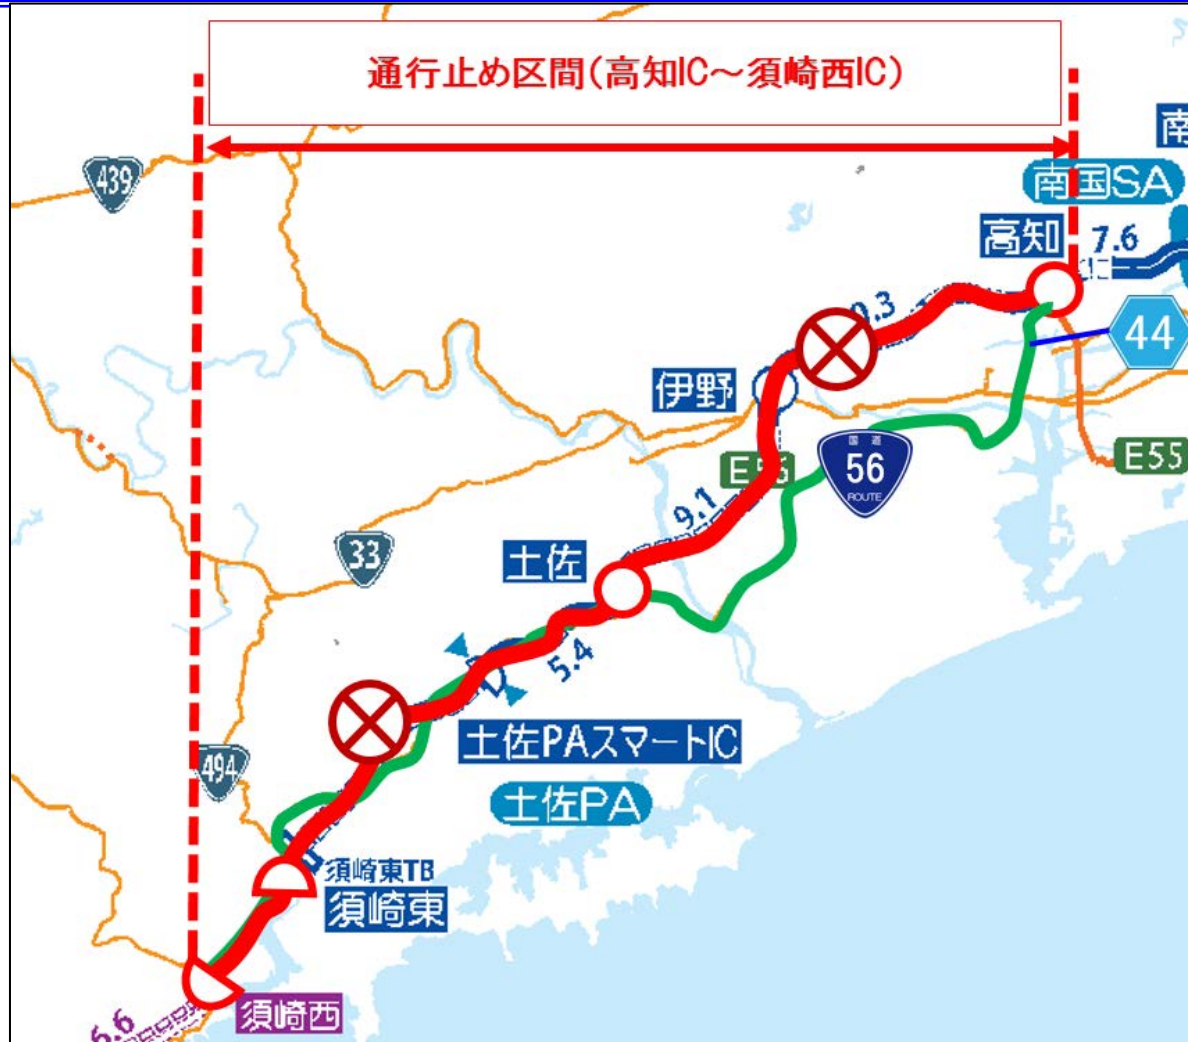 通行止め区間(高知IC～須崎西IC)
439
南国SA
高知
7.6
44
9.3
伊野
国道
56
ROUTE
E55
E56
9.1
33
土佐
5.4
土佐PAスマートIC
494
土佐PA
須崎東TB
須崎東
須崎西